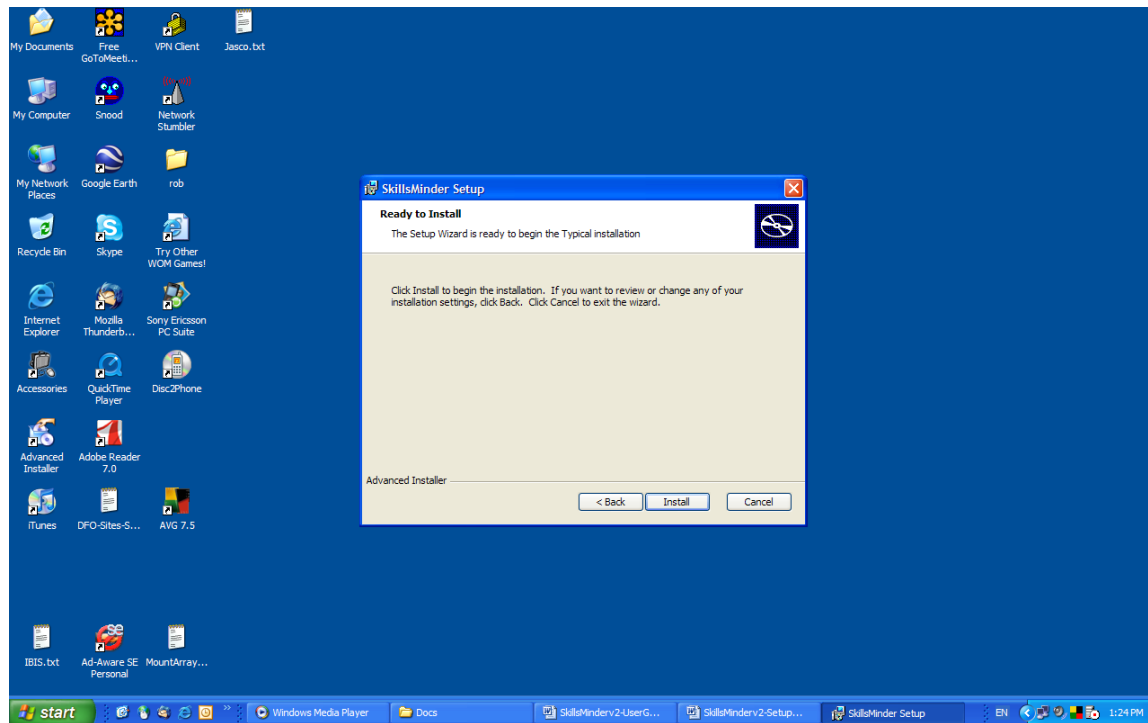 My Documents
Free
GoToMeeti...
VPN Client
Jasco.txt
My Computer
Snood
Network
Stumbler
My Network
Places
Google Earth
rob
Recycle Bin
Skype
Try Other
WOM Games!
Internet
Explorer
Mozilla
Thunderb...
Sony Ericsson
PC Suite
Accessories
QuickTime
Player
Disc2Phone
Advanced
Installer
Adobe Reader
7.0
iTunes
DFO-Sites-S...
AVG 7.5
IBIS.txt
Ad-Aware SE
Personal
MountArray...
SkillsMinder Setup
Ready to Install
The Setup Wizard is ready to begin the Typical installation
Click Install to begin the installation. If you want to review or change any of your
installation settings, click Back. Click Cancel to exit the wizard.
Advanced Installer
< Back
Install
Cancel
start
Windows Media Player
Docs
SkillsMinderv2-UserG...
SkillsMinderv2-Setup...
SkillsMinder Setup
EN
1:24 PM